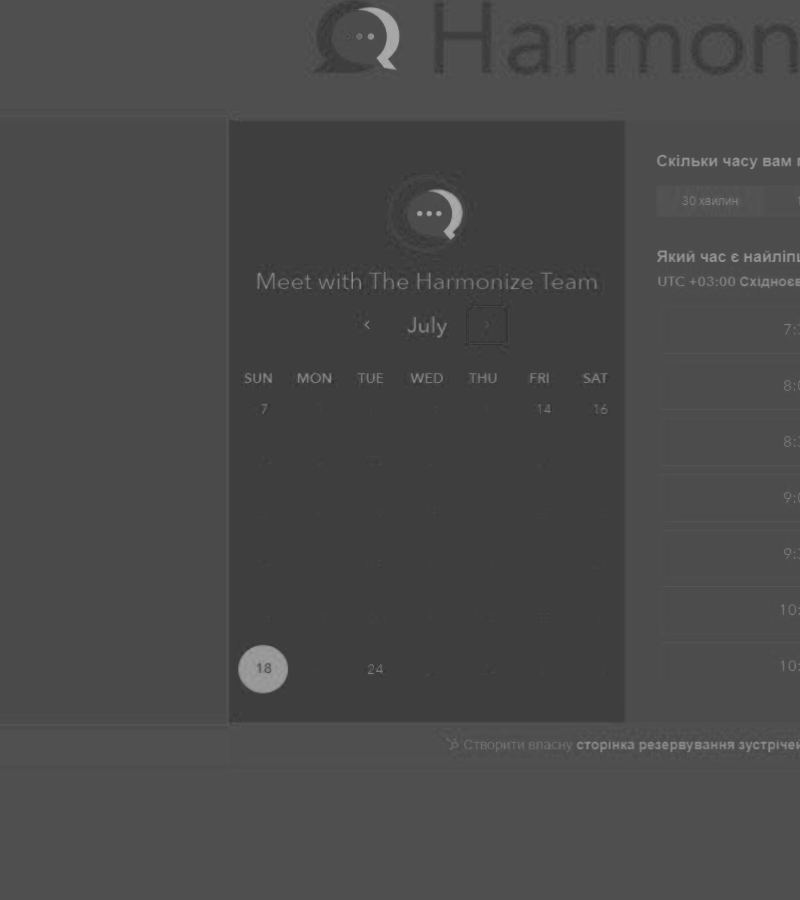 Harmon
Скільки часу вам
30 хвилин
Який час є найліп
UTC +03:00 Східноєв
Meet with The Harmonize Team
July
SUN MON TUE WED THU FRI SAT
7 14 16
18 24
7:
8:0
8:
9:0
9:
10:
10:
Створити власну сторінка резервування зустрічей